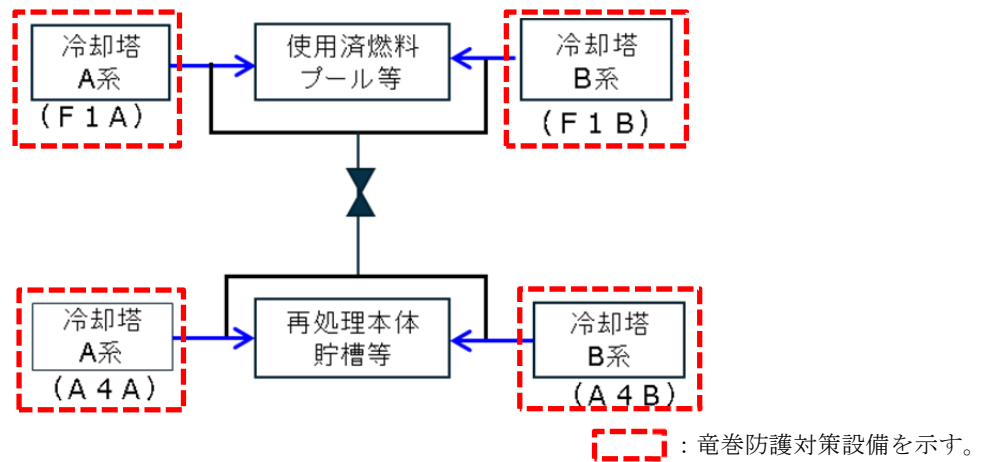 冷却塔
A系
(F1A)
使用済燃料
プール等
冷却塔
B系
(F1B)
冷却塔
A系
(A4A)
再処理本体
貯槽等
冷却塔
B系
(A4B)
:竜巻防護対策設備を示す。